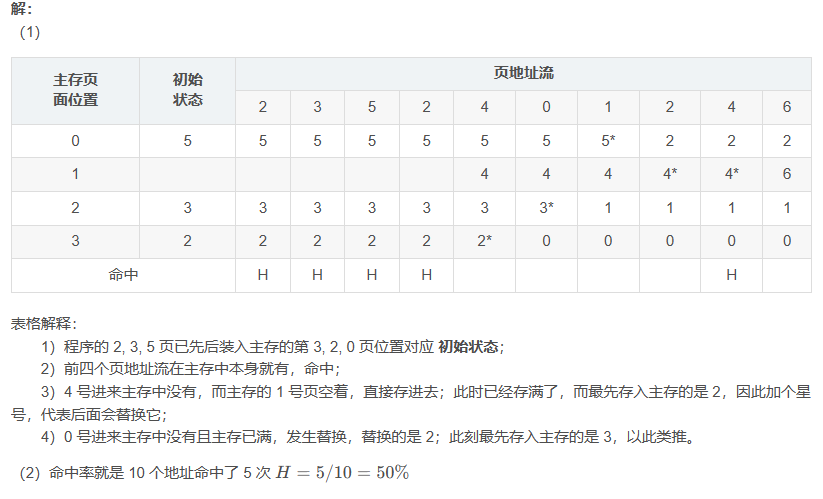 解：
（1）
主存页面位置 初始状态 页地址流
2 3 5 2 4 0 1 2 4 6
0 5 5 5 5 5 5 5 5* 2 2 2
1 4 4 4 4* 4* 6
2 3 3 3 3 3 3 3* 1 1 1 1
3 2 2 2 2 2 2* 0 0 0 0 0
命中 H H H H H
表格解释：
1）程序的 2, 3, 5 页已先后装入主存的第 3, 2, 0 页位置对应 初始状态；
2）前四个页地址流在主存中本身就有，命中；
3）4 号进来主存中没有，而主存的 1 号页空着，直接存进去；此时已经存满了，而最先存入主存的是 2，因此加个星
号，代表后面会替换它；
4）0 号进来主存中没有且主存已满，发生替换，替换的是 2；此刻最先存入主存的是 3，以此类推。
（2）命中率就是 10 个地址命中了 5 次 H = 5/10 = 50%